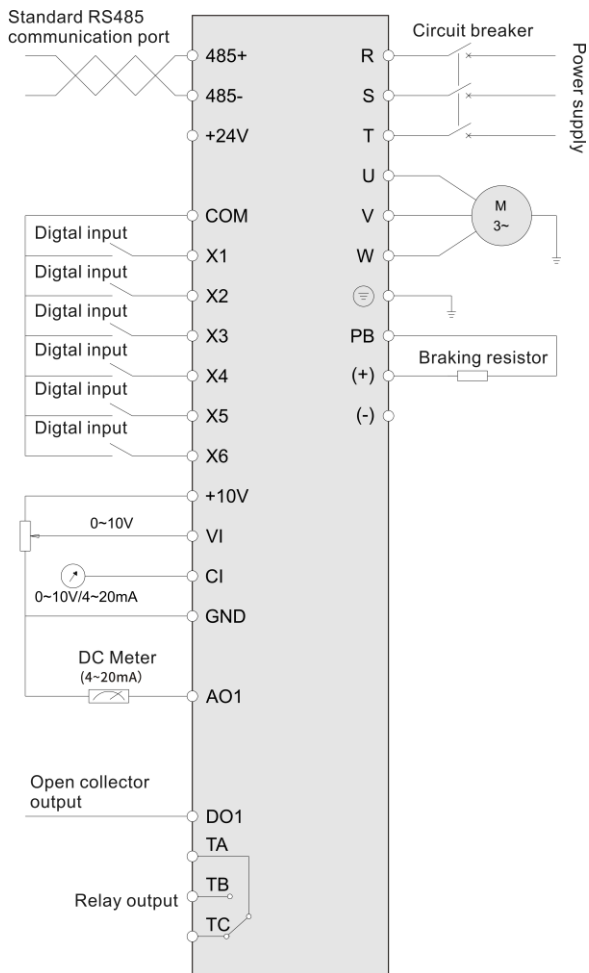 Standard RS485
communication port
485+
485-
+24V
COM
Digtal input
X1
Digtal input
X2
Digtal input
X3
Digtal input
X4
Digtal input
X5
Digtal input
X6
+10V
0~10V
VI
CI
0~10V/4~20mA
GND
DC Meter
(4~20mA)
AO1
Open collector
output
DO1
TA
TB
Relay output
TC
Circuit breaker
R
S
T
Power supply
U
V
W
M
3~
PB
Braking resistor
(+)
(-)